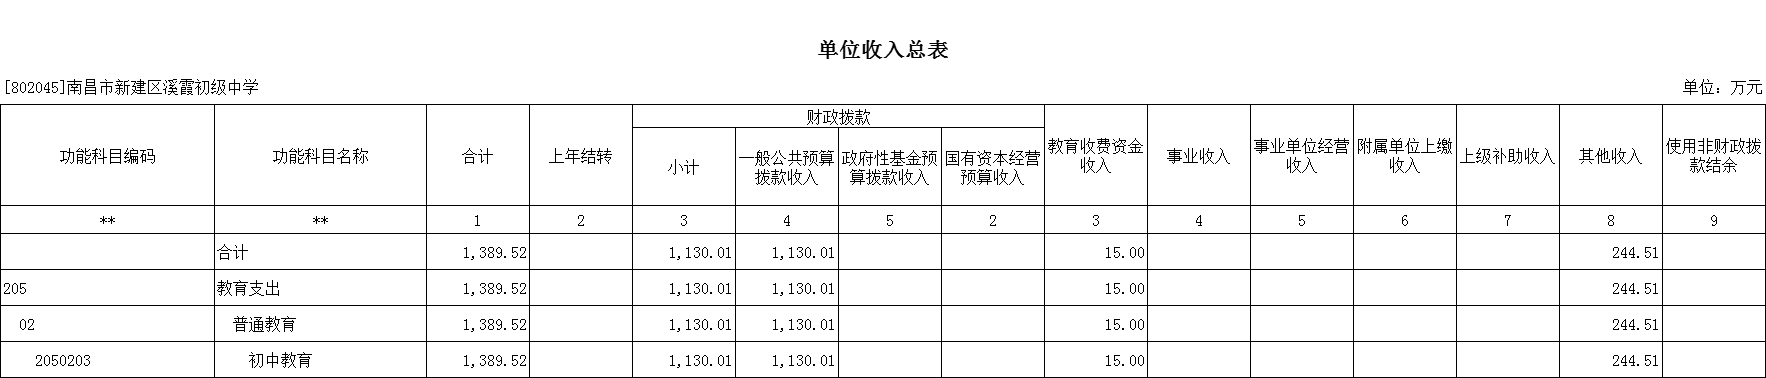 单位收入总表
[802045]南昌市新建区溪霞初级中学 单位：万元
功能科目编码 功能科目名称 合计 上年结转 财政拨款 教育收费资金收入 事业收入 事业单位经营收入 附属单位上缴收入 上级补助收入 其他收入 使用非财政拨款结余
小计 一般公共预算拨款收入 政府性基金预算拨款收入 国有资本经营预算收入
** ** 1 2 3 4 5 2 3 4 5 6 7 8 9
合计 1,389.52 1,130.01 1,130.01 15.00 244.51
205 教育支出 1,389.52 1,130.01 1,130.01 15.00 244.51
02 普通教育 1,389.52 1,130.01 1,130.01 15.00 244.51
2050203 初中教育 1,389.52 1,130.01 1,130.01 15.00 244.51